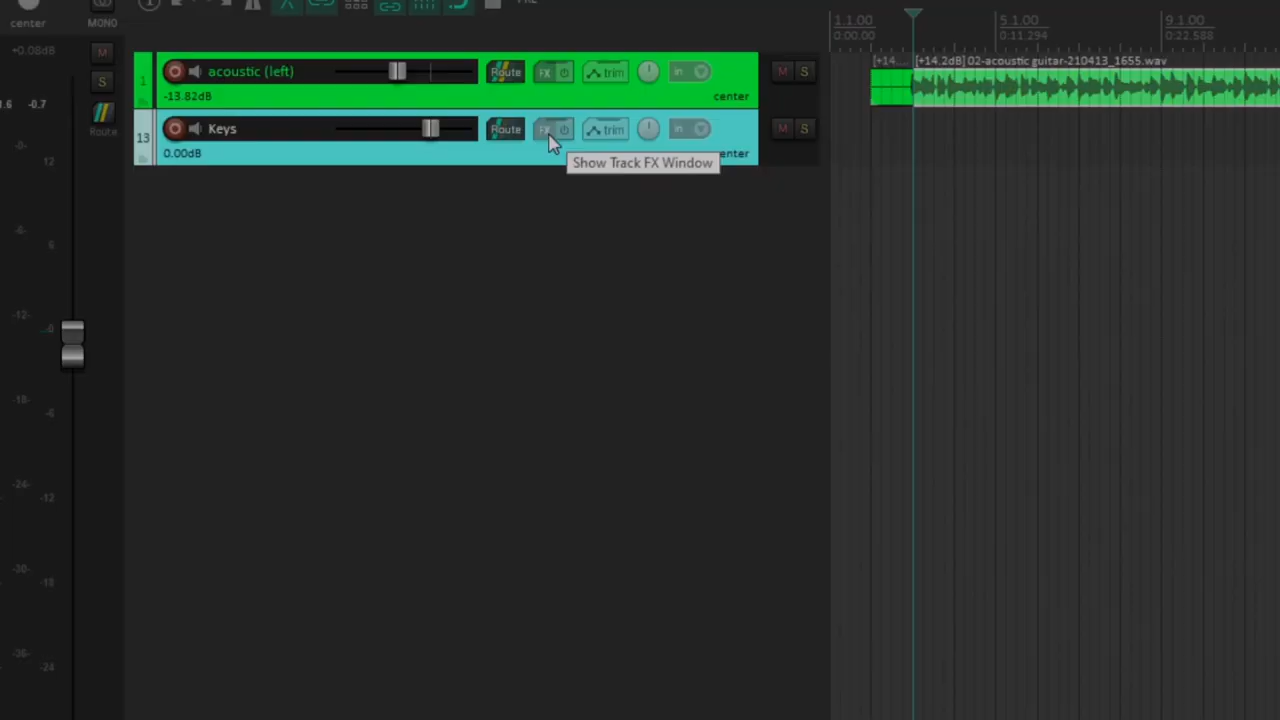 center
MONO
+0.08dB
M
S
Route
1.6 -0.7
-0-
12
-6-
6
-12-
-0
-18-
-6
-24-
-12
-30-
-18
-36-
-24
1
acoustic (left)
Route
FX
trim
in
M S
-13.82dB
center
13
Keys
Route
FX
trim
in
M S
0.00dB
enter
Show Track FX Window
1.1.00
0:00.00
5.1.00
0:11.294
9.1.00
0:22.588
[+14....
[+14.2dB] 02-acoustic guitar-210413_1655.wav